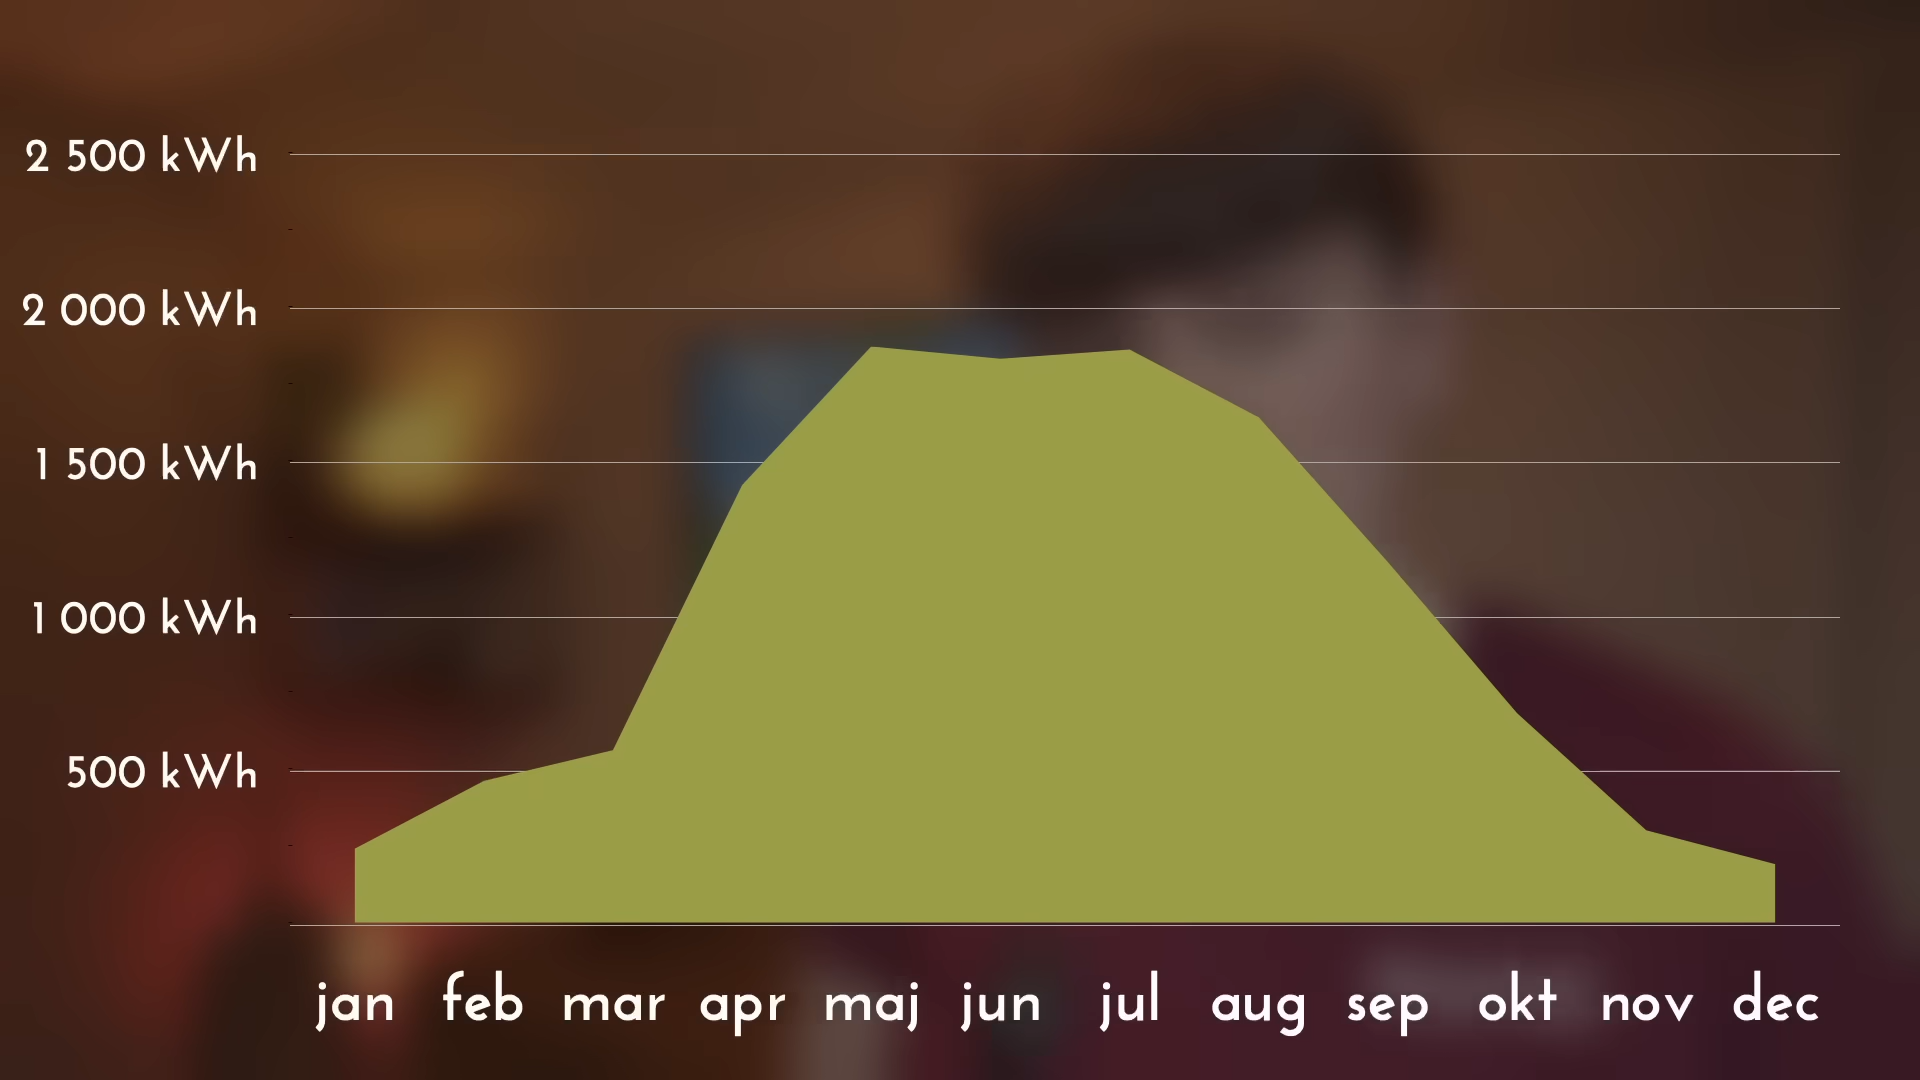 2 500 kWh
2 000 kWh
1 500 kWh
1 000 kWh
500 kWh
jan feb mar apr maj jun jul aug sep okt nov dec